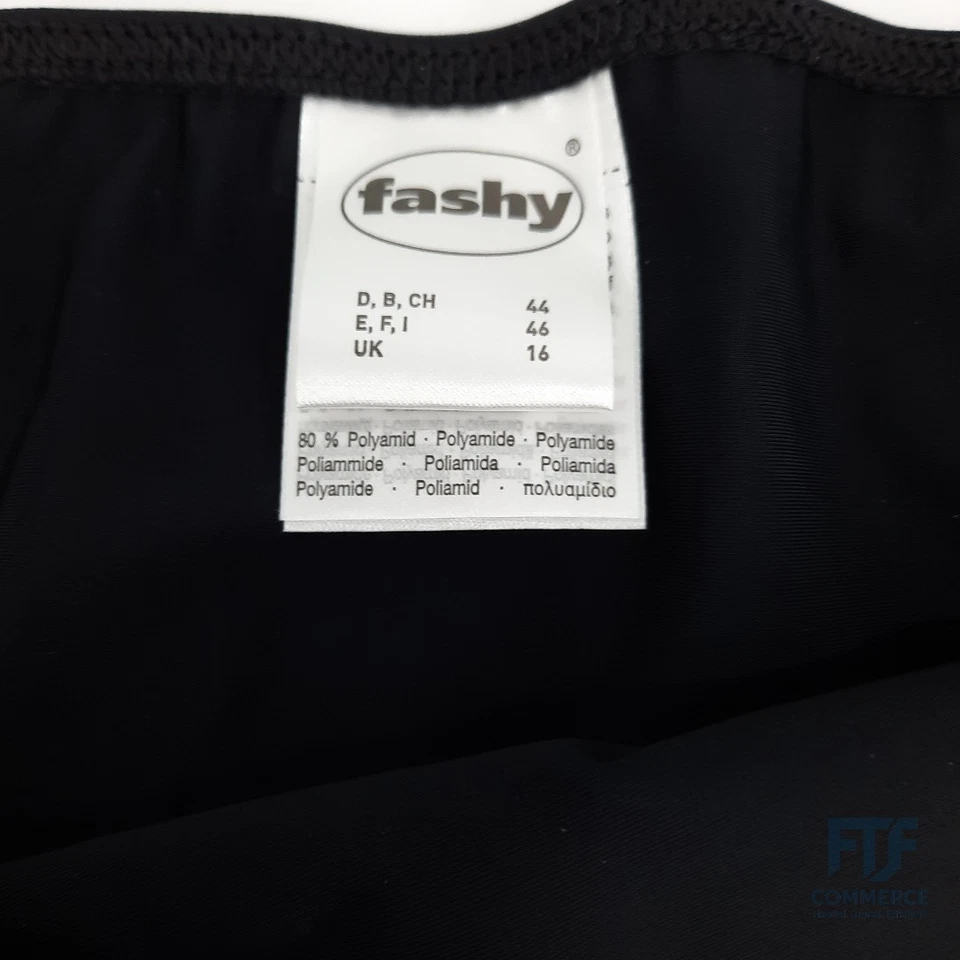 fashy®
D, B, CH 44
E, F, I 46
UK 16
80 % Polyamid · Polyamide · Polyamide
Poliammide · Poliamida · Poliamida
Polyamide · Poliamid · πολυαμίδιο
FTF
COMMERCE